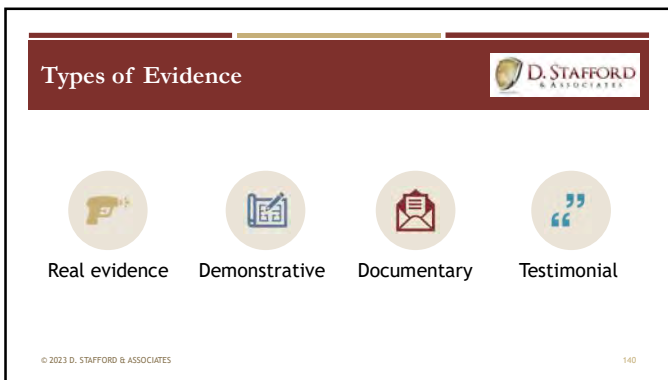 Types of Evidence
D. STAFFORD
& ASSOCIATES
Real evidence
Demonstrative
Documentary
Testimonial
© 2023 D. STAFFORD & ASSOCIATES
140